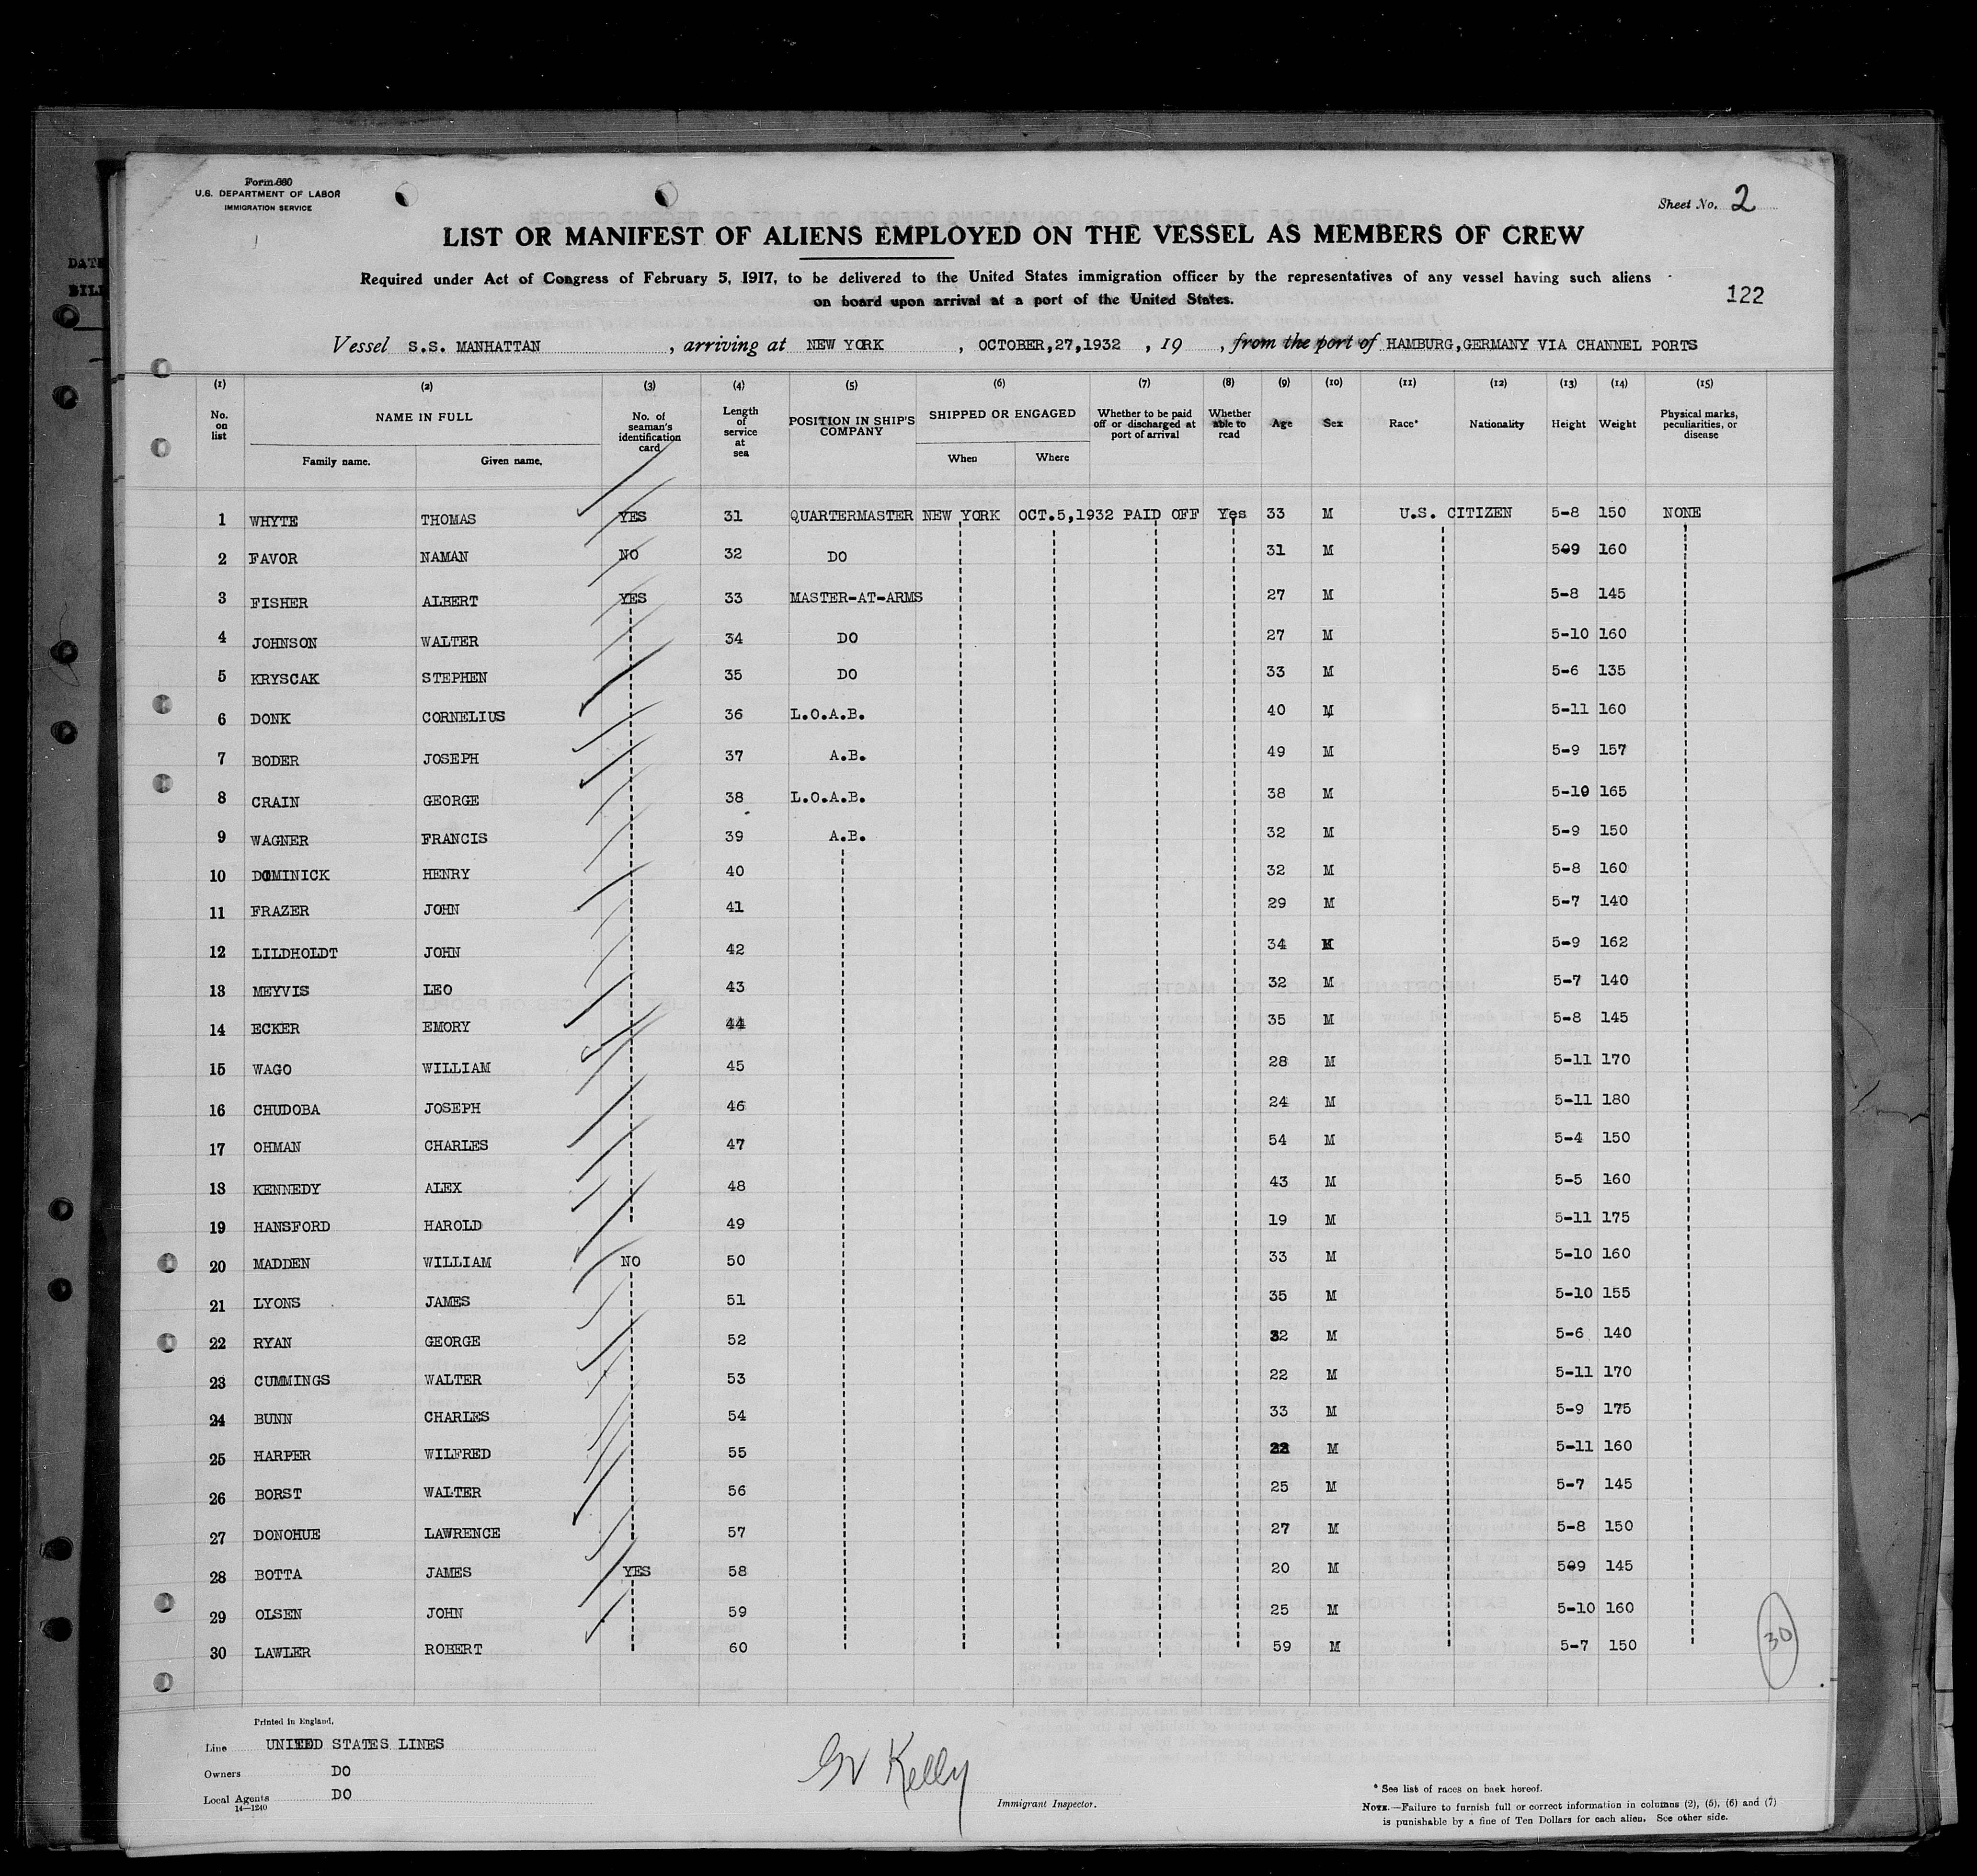 Form 680
U.S. DEPARTMENT OF LABOR
IMMIGRATION SERVICE
Sheet No. 2
LIST OR MANIFEST OF ALIENS EMPLOYED ON THE VESSEL AS MEMBERS OF CREW
Required under Act of Congress of February 5, 1917, to be delivered to the United States immigration officer by the representatives of any vessel having such aliens
on board upon arrival at a port of the United States.
122
Vessel S.S. MANHATTAN, arriving at NEW YORK, OCTOBER,27,1932, 19, from the port of HAMBURG,GERMANY VIA CHANNEL PORTS
(1) (2) (3) (4) (5) (6) (7) (8) (9) (10) (11) (12) (13) (14) (15)
No. on list NAME IN FULL Family name. Given name. No. of seaman's identification card Length of service at sea POSITION IN SHIP'S COMPANY SHIPPED OR ENGAGED When Where Whether to be paid off or discharged at port of arrival Whether able to read Age Sex Race* Nationality Height Weight Physical marks, peculiarities, or disease
1 WHYTE THOMAS YES 31 QUARTERMASTER NEW YORK OCT.5,1932 PAID OFF Yes 33 M U.S. CITIZEN 5-8 150 NONE
2 FAVOR NAMAN NO 32 DO 31 M 509 160
3 FISHER ALBERT YES 33 MASTER-AT-ARMS 27 M 5-8 145
4 JOHNSON WALTER 34 DO 27 M 5-10 160
5 KRYSCAK STEPHEN 35 DO 33 M 5-6 135
6 DONK CORNELIUS 36 L.O.A.B. 40 M 5-11 160
7 BODER JOSEPH 37 A.B. 49 M 5-9 157
8 CRAIN GEORGE 38 L.O.A.B. 38 M 5-10 165
9 WAGNER FRANCIS 39 A.B. 32 M 5-9 150
10 DOMINICK HENRY 40 32 M 5-8 160
11 FRAZER JOHN 41 29 M 5-7 140
12 LILDHOLDT JOHN 42 34 M 5-9 162
13 MEYVIS LEO 43 32 M 5-7 140
14 ECKER EMORY 44 35 M 5-8 145
15 WAGO WILLIAM 45 28 M 5-11 170
16 CHUDOBA JOSEPH 46 24 M 5-11 180
17 OHMAN CHARLES 47 54 M 5-4 150
18 KENNEDY ALEX 48 43 M 5-5 160
19 HANSFORD HAROLD 49 19 M 5-11 175
20 MADDEN WILLIAM NO 50 33 M 5-10 160
21 LYONS JAMES 51 35 M 5-10 155
22 RYAN GEORGE 52 32 M 5-6 140
23 CUMMINGS WALTER 53 22 M 5-11 170
24 BUNN CHARLES 54 33 M 5-9 175
25 HARPER WILFRED 55 M 5-11 160
26 BORST WALTER 56 25 M 5-7 145
27 DONOHUE LAWRENCE 57 27 M 5-8 150
28 BOTTA JAMES YES 58 20 M 509 145
29 OLSEN JOHN 59 25 M 5-10 160
30 LAWLER ROBERT 60 59 M 5-7 150
30
Printed in England.
Line UNITED STATES LINES
Owners DO
Local Agents DO
14—1240
GV Kelly
Immigrant Inspector.
* See list of races on back hereof.
NOTE.—Failure to furnish full or correct information in columns (2), (5), (6) and (7)
is punishable by a fine of Ten Dollars for each alien. See other side.
DATE
BILL